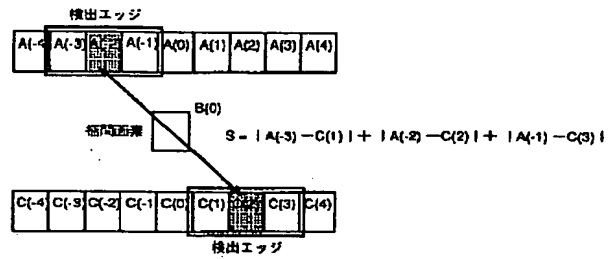 検出エッジ
A(-4 A(-3) A(-2) A(-1) A(0) A(1) A(2) A(3) A(4)
B(0)
補間画素
S = | A(-3) − C(1) | + | A(-2) − C(2) | + | A(-1) − C(3) |
C(-4) C(-3) C(-2) C(-1 C(0) C(1) C(3) C(4)
検出エッジ